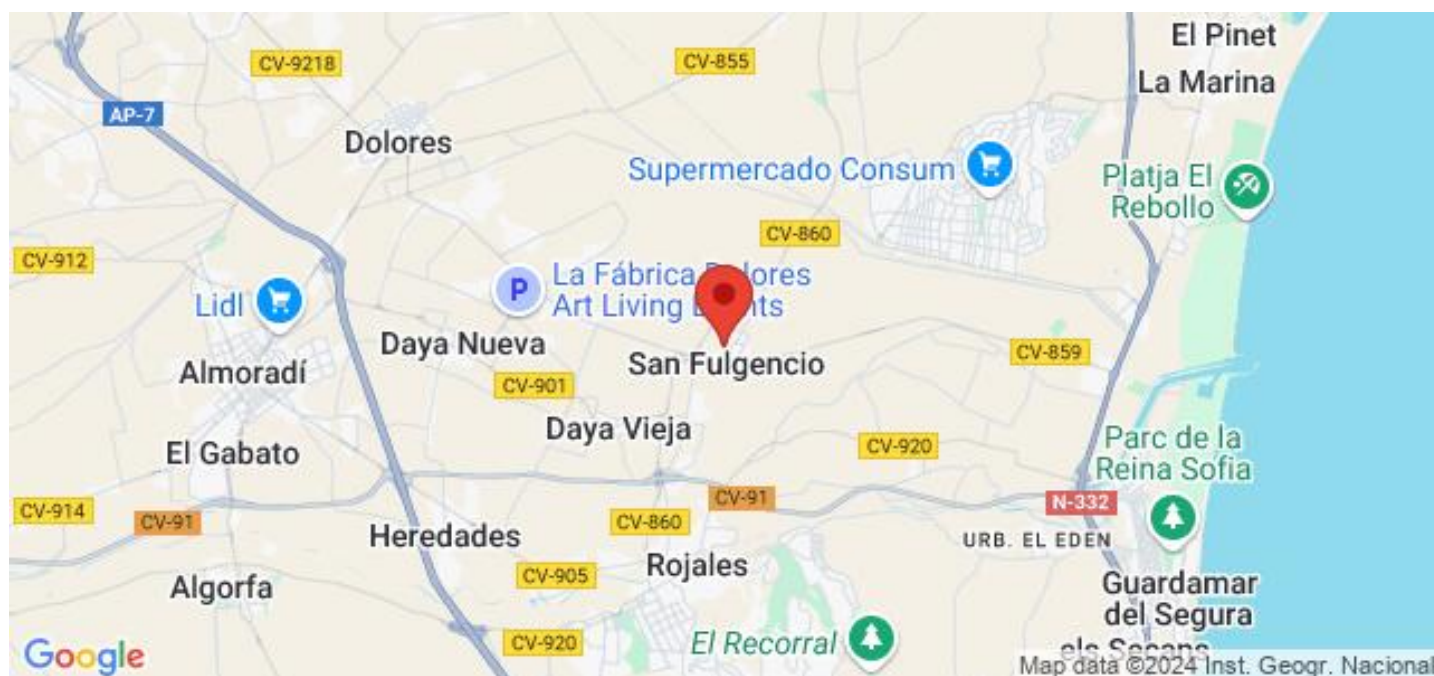 El Pinet
CV-9218
CV-855
La Marina
AP-7
Dolores
Supermercado Consum
Platja El
Rebollo
CV-860
CV-912
La Fábrica Dolores
Art Living
P
Lidl
Daya Nueva
San Fulgencio
CV-859
Almoradí
CV-901
Daya Vieja
CV-920
Parc de la
Reina Sofia
El Gabato
CV-91
N-332
CV-914
CV-91
CV-860
Heredades
URB. EL EDEN
Rojales
CV-905
Algorfa
Guardamar
del Segura
CV-920
El Recorral
els Secans
Google
Map data ©2024 Inst. Geogr. Nacional